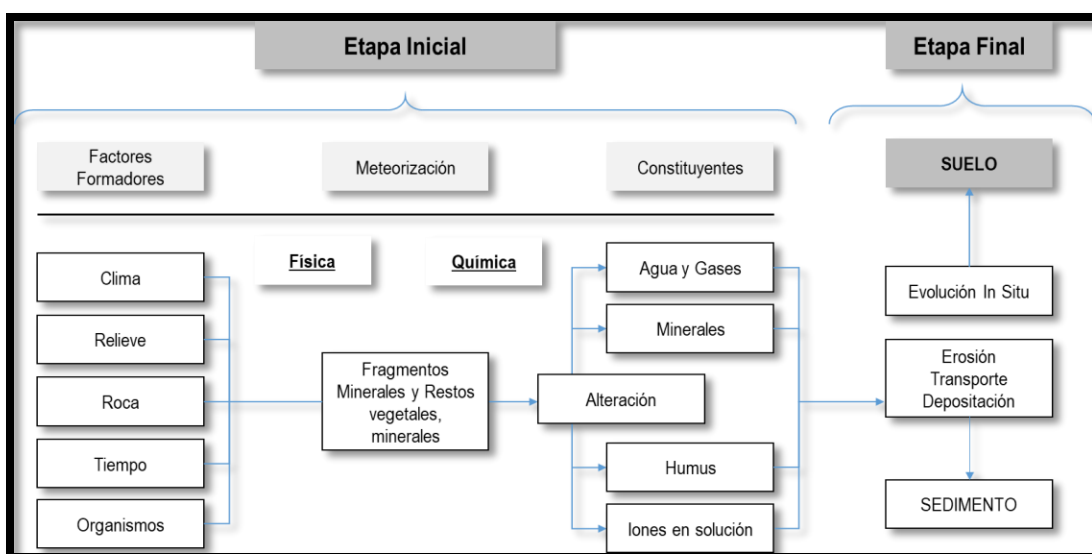 Etapa Inicial
Etapa Final
Factores
Formadores
Meteorización
Constituyentes
SUELO
Física
Química
Clima
Relieve
Roca
Tiempo
Organismos
Fragmentos
Minerales y Restos
vegetales,
minerales
Alteración
Agua y Gases
Minerales
Humus
Iones en solución
Evolución In Situ
Erosión
Transporte
Depositación
SEDIMENTO